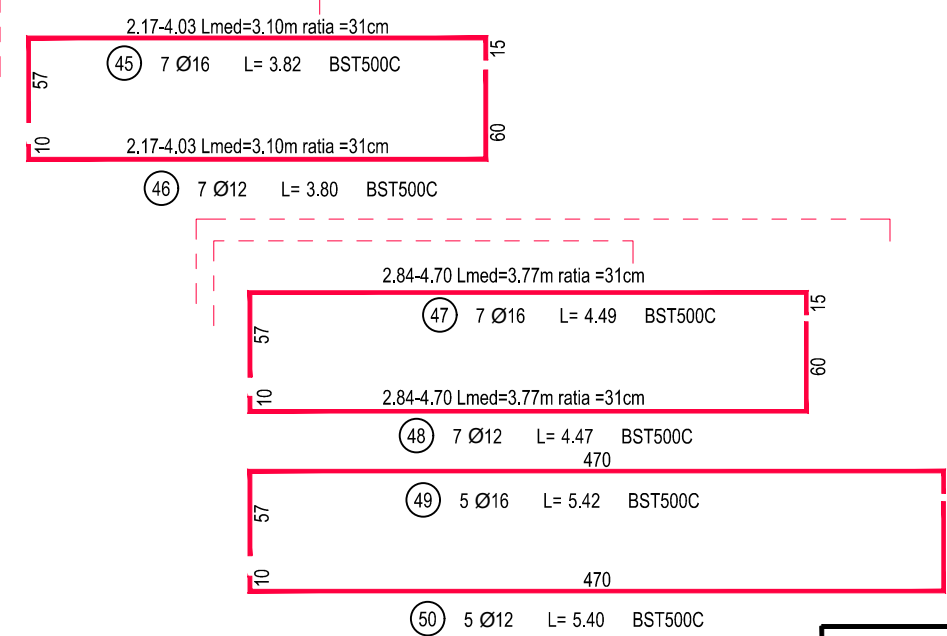 2.17-4.03 Lmed=3.10m ratia =31cm
15
45 7 Ø16 L= 3.82 BST500C
57
10
2.17-4.03 Lmed=3.10m ratia =31cm
60
46 7 Ø12 L= 3.80 BST500C
2.84-4.70 Lmed=3.77m ratia =31cm
15
47 7 Ø16 L= 4.49 BST500C
57
60
10
2.84-4.70 Lmed=3.77m ratia =31cm
48 7 Ø12 L= 4.47 BST500C
470
49 5 Ø16 L= 5.42 BST500C
57
10
470
50 5 Ø12 L= 5.40 BST500C